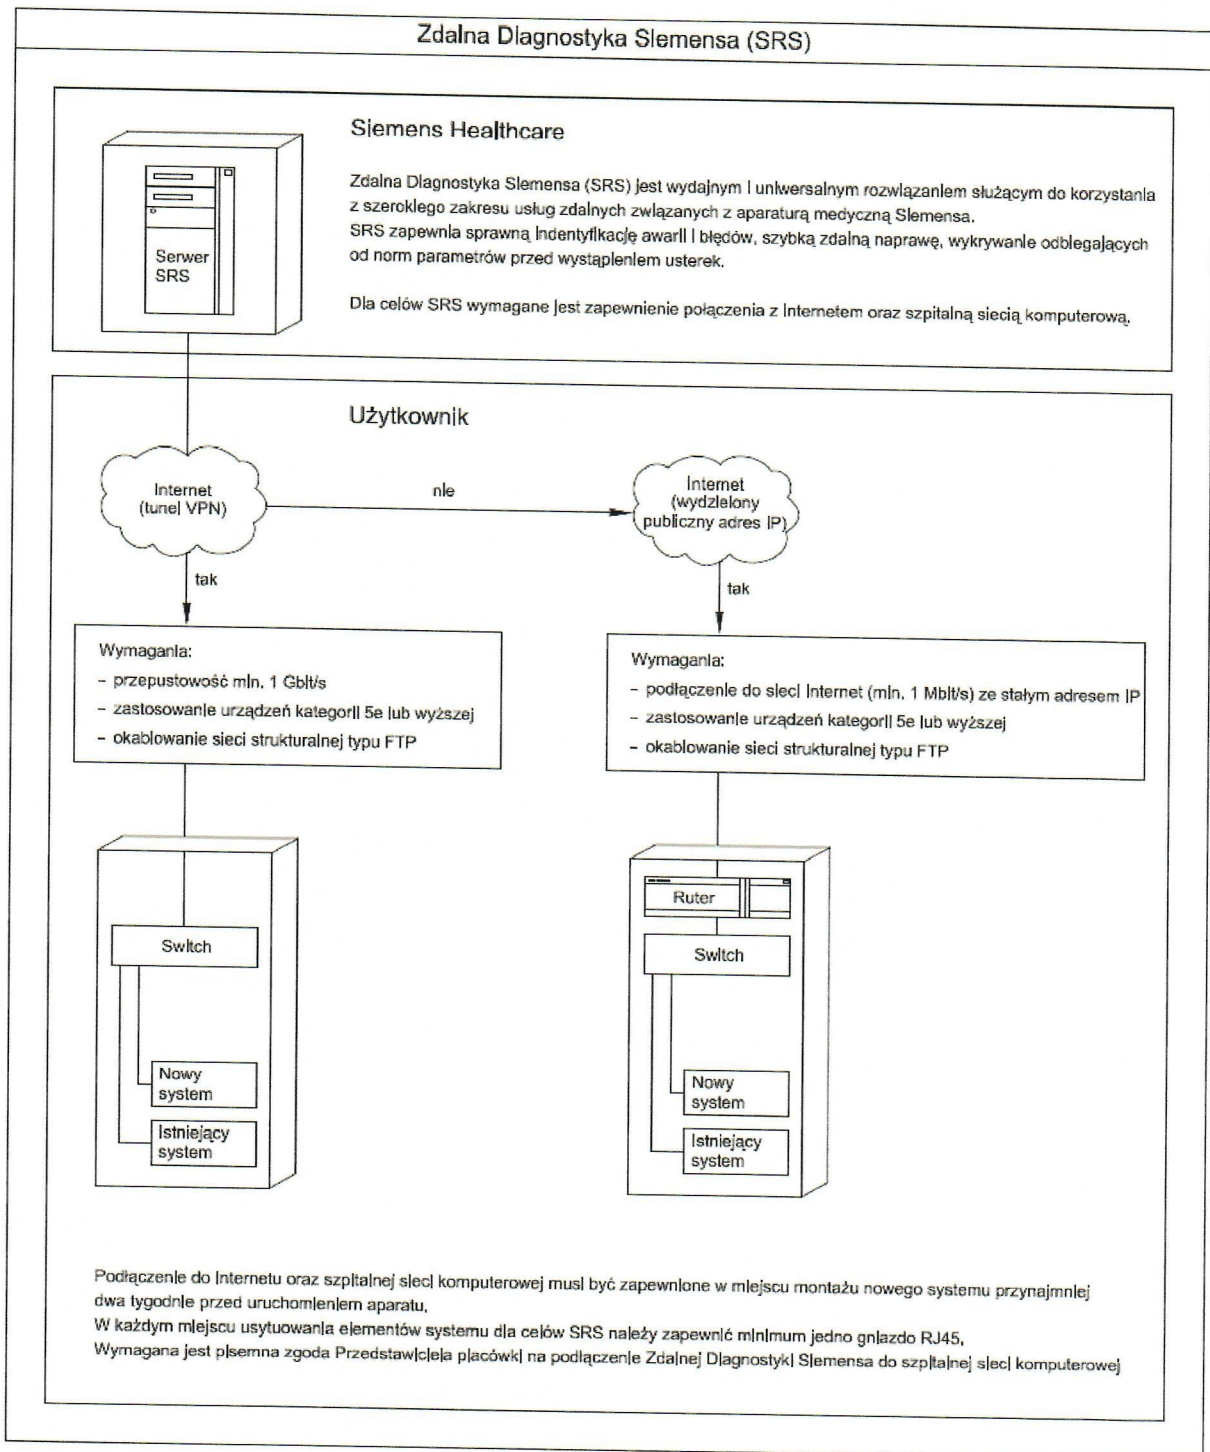 Zdalna Diagnostyka Siemensa (SRS)
Siemens Healthcare
Zdalna Diagnostyka Siemensa (SRS) jest wydajnym i uniwersalnym rozwiązaniem służącym do korzystania
z szerokiego zakresu usług zdalnych związanych z aparaturą medyczną Siemensa.
SRS zapewnia sprawną indentyfikację awarii i błędów, szybką zdalną naprawę, wykrywanie odbiegających
od norm parametrów przed wystąpieniem usterek.
Dla celów SRS wymagane jest zapewnienie połączenia z Internetem oraz szpitalną siecią komputerową.
Serwer
SRS
Użytkownik
Internet
(tunel VPN)
nie
Internet
(wydzielony
publiczny adres IP)
tak
tak
Wymagania:
- przepustowość min. 1 Gbit/s
- zastosowanie urządzeń kategorii 5e lub wyższej
- okablowanie sieci strukturalnej typu FTP
Wymagania:
- podłączenie do sieci Internet (min. 1 Mbit/s) ze stałym adresem IP
- zastosowanie urządzeń kategorii 5e lub wyższej
- okablowanie sieci strukturalnej typu FTP
Switch
Nowy
system
Istniejący
system
Ruter
Switch
Nowy
system
Istniejący
system
Podłączenie do Internetu oraz szpitalnej sieci komputerowej musi być zapewnione w miejscu montażu nowego systemu przynajmniej
dwa tygodnie przed uruchomieniem aparatu.
W każdym miejscu usytuowania elementów systemu dla celów SRS należy zapewnić minimum jedno gniazdo RJ45.
Wymagana jest pisemna zgoda Przedstawiciela placówki na podłączenie Zdalnej Diagnostyki Siemensa do szpitalnej sieci komputerowej